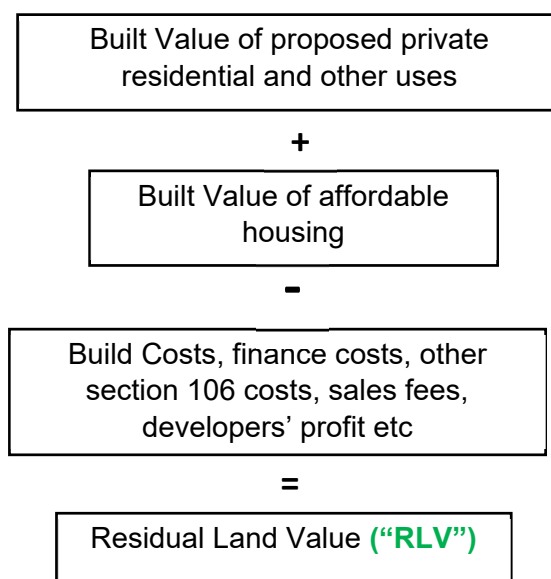 Built Value of proposed private
residential and other uses
+
Built Value of affordable
housing
-
Build Costs, finance costs, other
section 106 costs, sales fees,
developers’ profit etc
=
Residual Land Value (“RLV”)